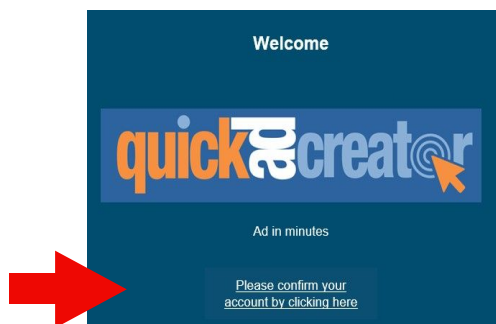 Welcome
quick ad creator
Ad in minutes
Please confirm your
account by clicking here